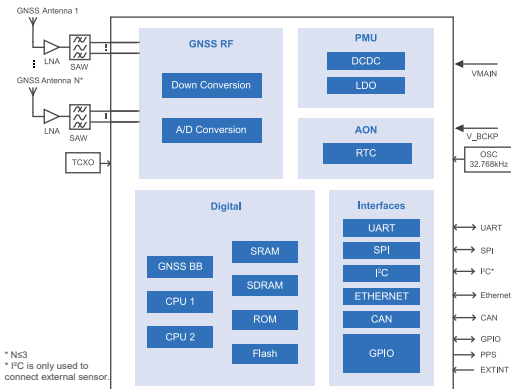 GNSS Antenna 1
LNA
SAW
GNSS Antenna N*
LNA
SAW
TCXO
GNSS RF
Down Conversion
A/D Conversion
PMU
DCDC
LDO
AON
RTC
VMAIN
V_BCKP
OSC
32.768kHz
Digital
GNSS BB
CPU 1
CPU 2
SRAM
SDRAM
ROM
Flash
Interfaces
UART
SPI
I²C
ETHERNET
CAN
GPIO
UART
SPI
I²C*
Ethernet
CAN
GPIO
PPS
EXTINT
* N≤3
* I²C is only used to
connect external sensor.